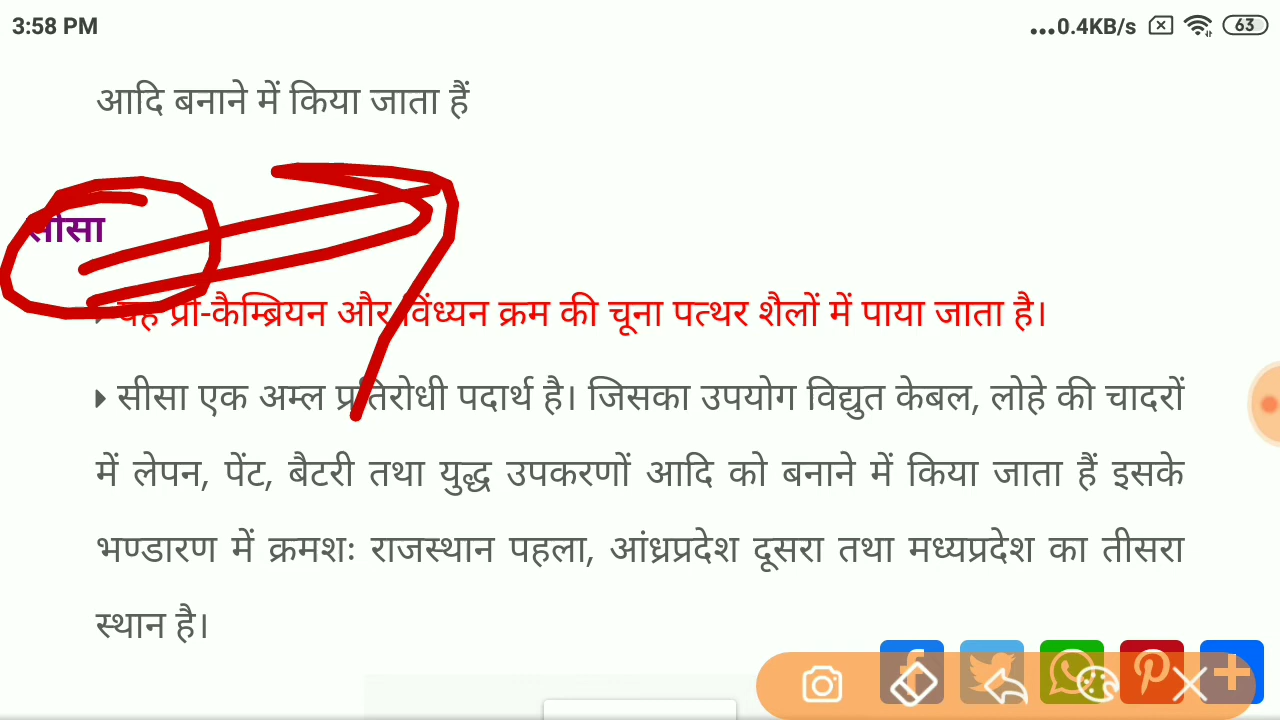 3:58 PM
...0.4KB/s
63
आदि बनाने में किया जाता हैं
सीसा
यह प्री-कैम्ब्रियन और विंध्यन क्रम की चूना पत्थर शैलों में पाया जाता है।
सीसा एक अम्ल प्रतिरोधी पदार्थ है। जिसका उपयोग विद्युत केबल, लोहे की चादरों
में लेपन, पेंट, बैटरी तथा युद्ध उपकरणों आदि को बनाने में किया जाता हैं इसके
भण्डारण में क्रमशः राजस्थान पहला, आंध्रप्रदेश दूसरा तथा मध्यप्रदेश का तीसरा
स्थान है।